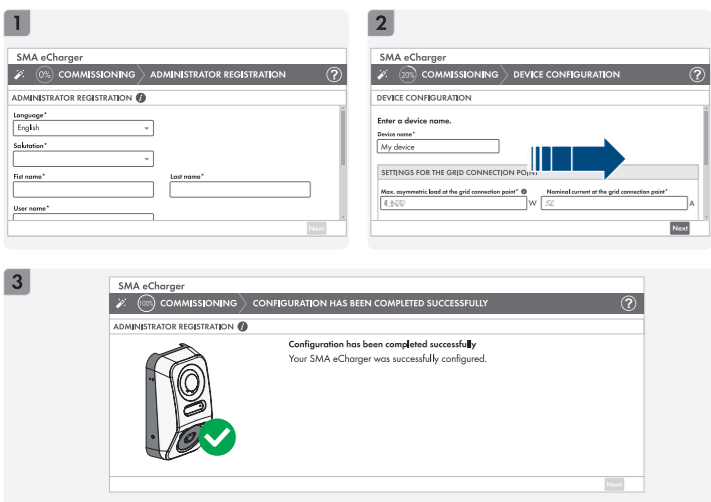 1
SMA eCharger
0% COMMISSIONING ADMINISTRATOR REGISTRATION ?
ADMINISTRATOR REGISTRATION i
Language*
English
Salutation*
Fist name* Last name*
User name*
Next
2
SMA eCharger
20% COMMISSIONING DEVICE CONFIGURATION ?
DEVICE CONFIGURATION
Enter a device name.
Device name*
My device
SETTINGS FOR THE GRID CONNECTION POINT
Max. asymmetric load at the grid connection point* i Nominal current at the grid connection point*
W A
Next
3
SMA eCharger
100% COMMISSIONING CONFIGURATION HAS BEEN COMPLETED SUCCESSFULLY ?
ADMINISTRATOR REGISTRATION i
Configuration has been completed successfully
Your SMA eCharger was successfully configured.
Next